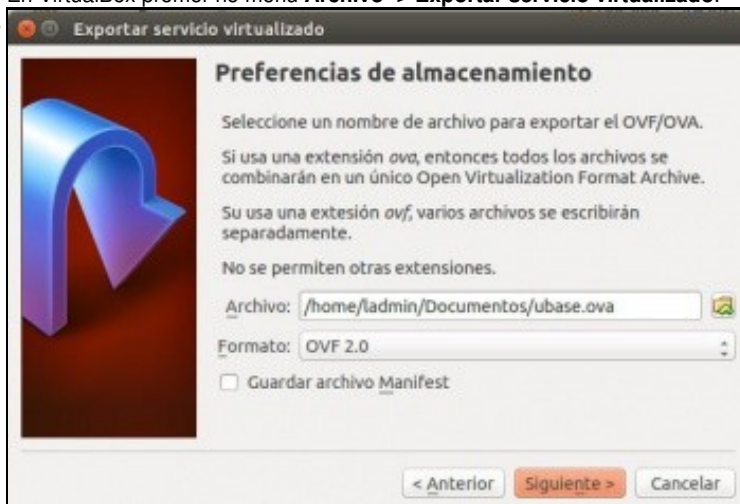 En VirtualBox premer no menú Archivo -> Exportar servicio virtualizado.
Exportar servicio virtualizado
Preferencias de almacenamiento
Seleccione un nombre de archivo para exportar el OVF/OVA.
Si usa una extensión ova, entonces todos los archivos se
combinarán en un único Open Virtualization Format Archive.
Su usa una extesión ovf, varios archivos se escribirán
separadamente.
No se permiten otras extensiones.
Archivo: /home/ladmin/Documentos/ubase.ova
Formato: OVF 2.0
Guardar archivo Manifest
< Anterior Siguiente > Cancelar